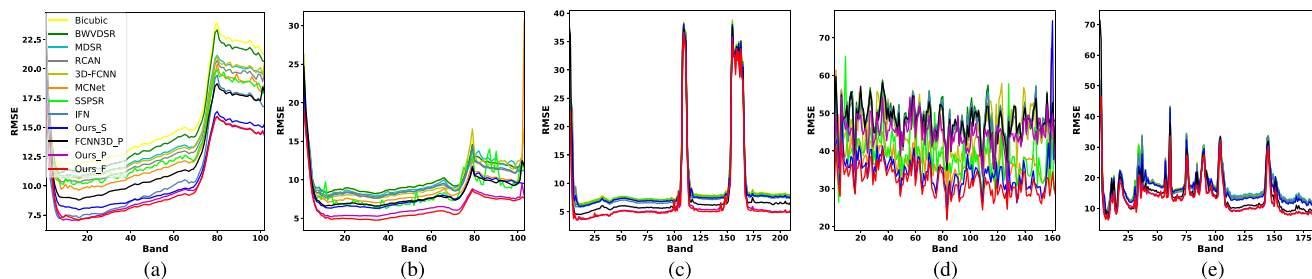 22.5
20.0
17.5
15.0
12.5
10.0
7.5
RMSE
Bicubic
BWVDSR
MDSR
RCAN
3D-FCNN
MCNet
SSPSR
IFN
Ours_S
FCNN3D_P
Ours_P
Ours_F
20 40 60 80 100
Band
(a)
30
25
20
15
10
5
RMSE
20 40 60 80 100
Band
(b)
40
35
30
25
20
15
10
5
RMSE
50 75 100 125 150 175 200
Band
(c)
70
60
50
40
30
20
RMSE
20 40 60 80 100 120 140 160
Band
(d)
70
60
50
40
30
20
10
RMSE
25 50 75 100 125 150 175
Band
(e)